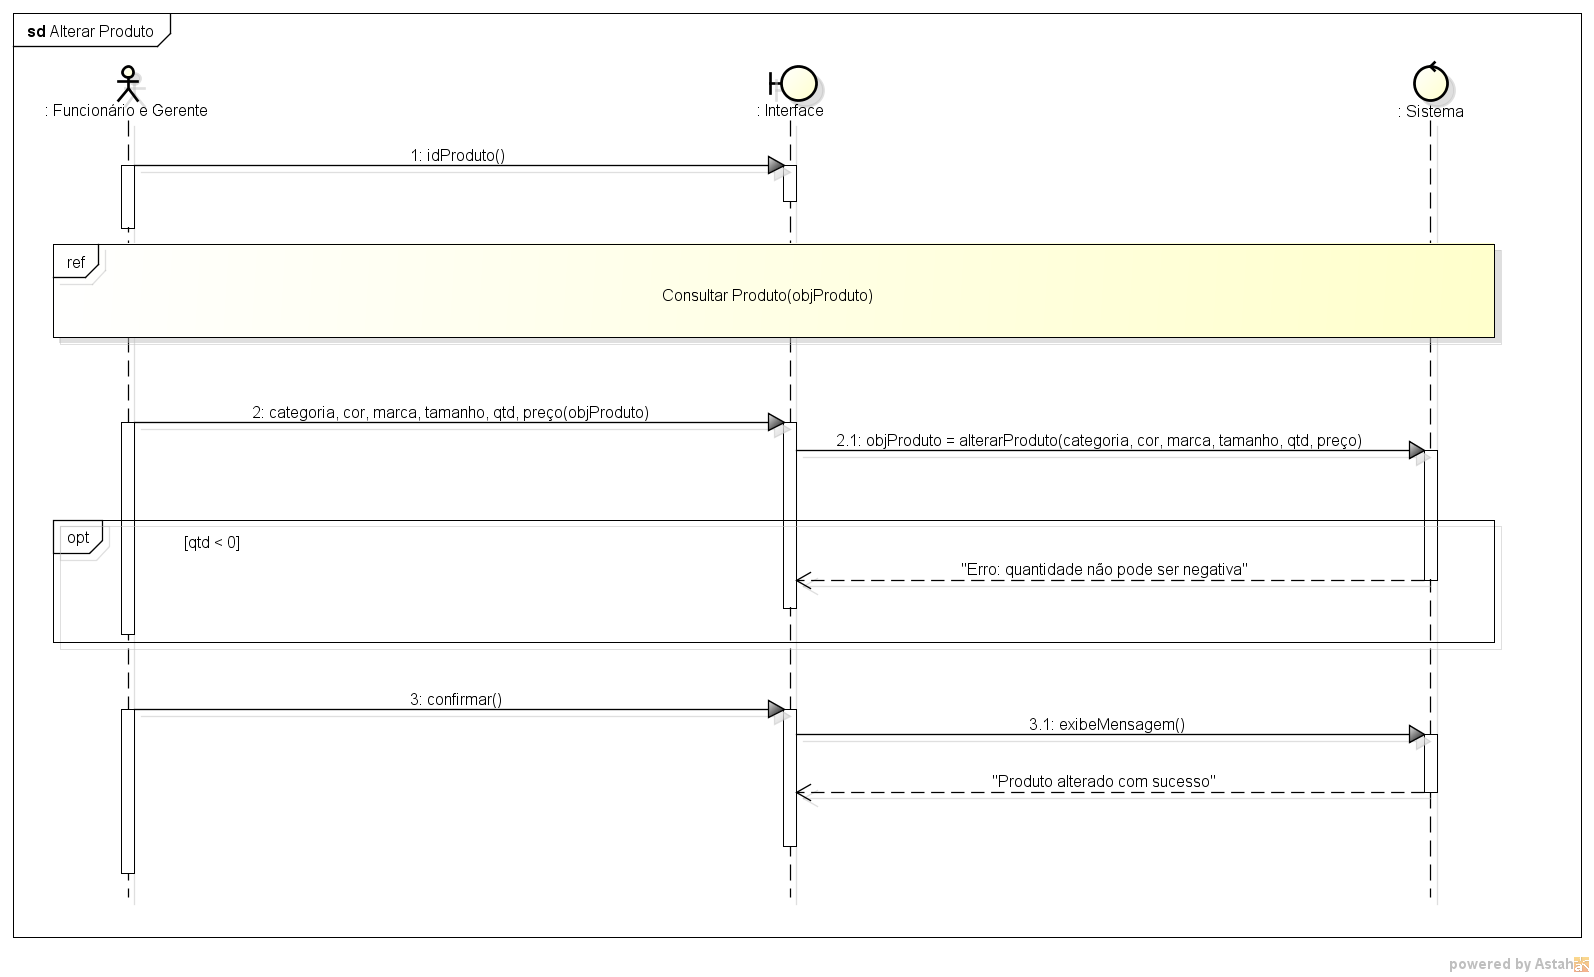 sd Alterar Produto
: Funcionário e Gerente
: Interface
: Sistema
1: idProduto()
ref
Consultar Produto(objProduto)
2: categoria, cor, marca, tamanho, qtd, preço(objProduto)
2.1: objProduto = alterarProduto(categoria, cor, marca, tamanho, qtd, preço)
opt
[qtd < 0]
"Erro: quantidade não pode ser negativa"
3: confirmar()
3.1: exibeMensagem()
"Produto alterado com sucesso"
powered by Astah